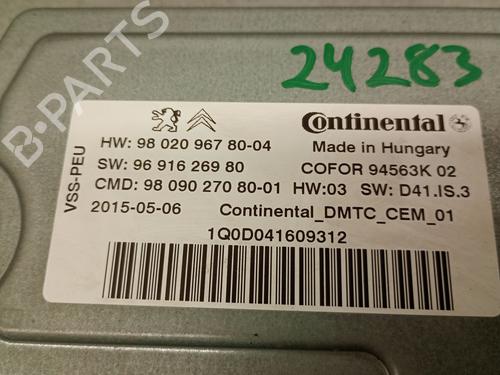 B-PARTS
24283
Continental
HW: 98 020 967 80-04
Made in Hungary
SW: 96 916 269 80
COFOR 94563K 02
CMD: 98 090 270 80-01 HW:03 SW: D41.IS.3
2015-05-06 Continental_DMTC_CEM_01
1Q0D041609312
VSS-PEU